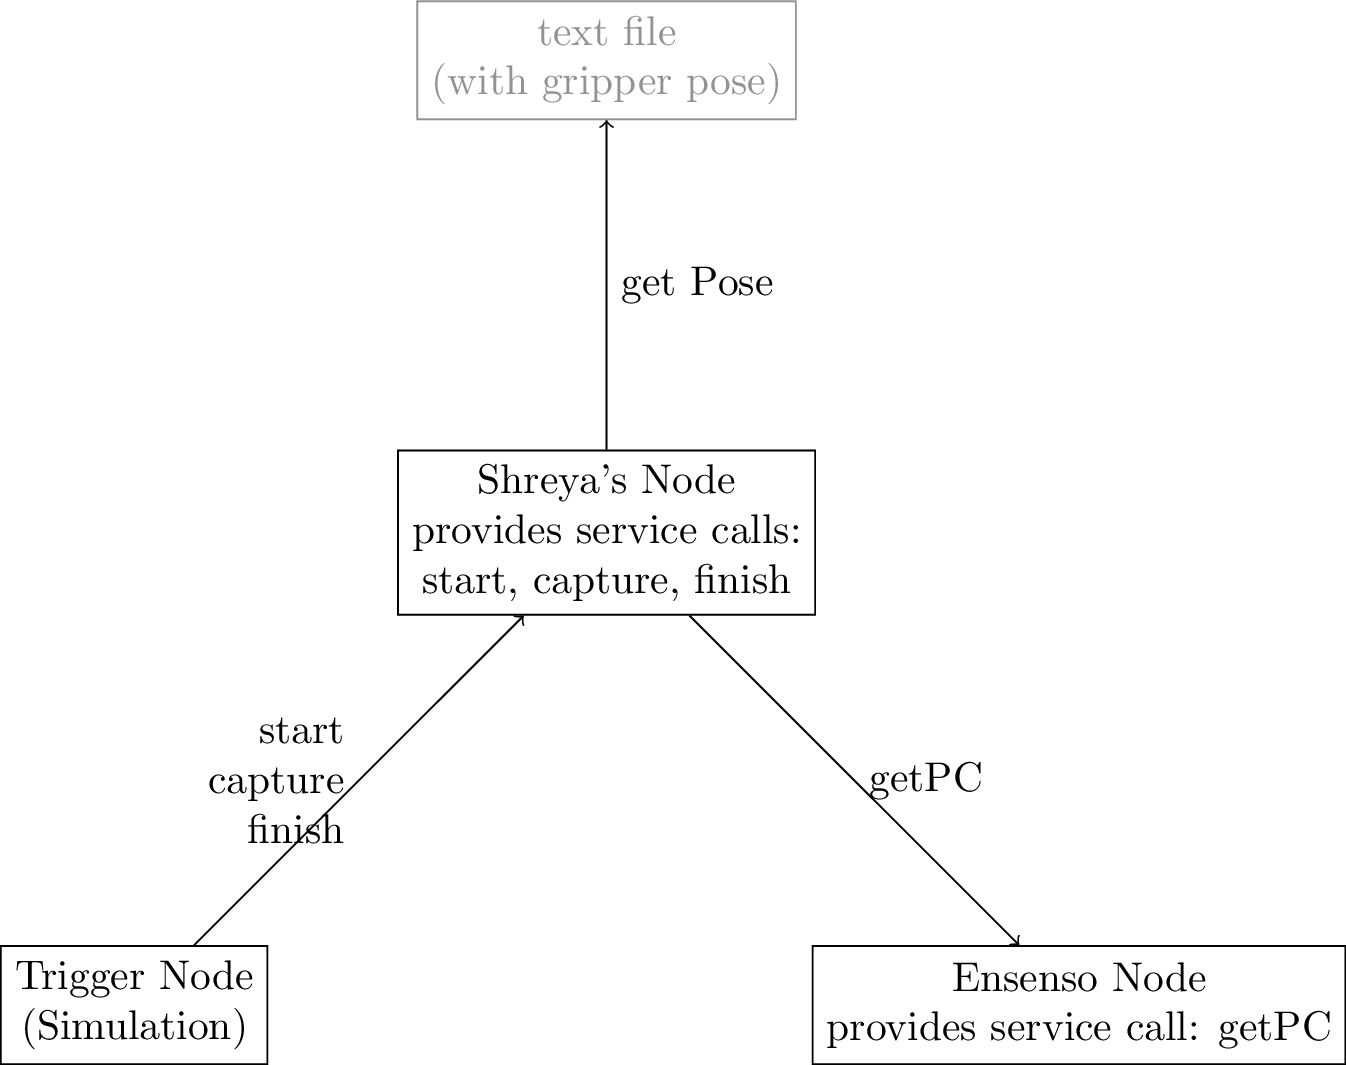 text file
(with gripper pose)
get Pose
Shreya's Node
provides service calls:
start, capture, finish
start
capture
finish
getPC
Trigger Node
(Simulation)
Ensenso Node
provides service call: getPC